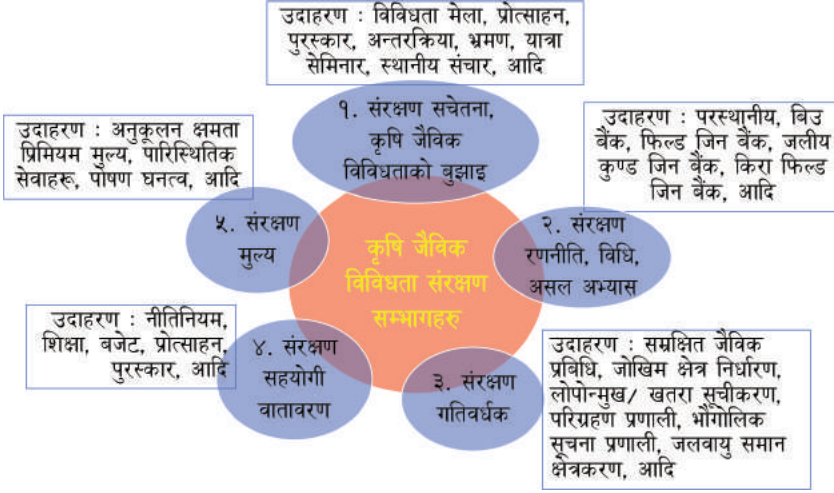 उदाहरण : विविधता मेला, प्रोत्साहन,
पुरस्कार, अन्तरक्रिया, भ्रमण, यात्रा
सेमिनार, स्थानीय संचार, आदि
१. संरक्षण सचेतना,
कृषि जैविक
विविधताको बुझाइ
उदाहरण : परस्थानीय, बिउ
बैंक, फिल्ड जिन बैंक, जलीय
कुण्ड जिन बैंक, किरा फिल्ड
जिन बैंक, आदि
२. संरक्षण
रणनीति, विधि,
असल अभ्यास
उदाहरण : सम्रक्षित जैविक
प्रबिधि, जोखिम क्षेत्र निर्धारण,
लोपोन्मुख/ खतरा सूचीकरण,
परिग्रहण प्रणाली, भौगोलिक
सूचना प्रणाली, जलवायु समान
क्षेत्रकरण, आदि
३. संरक्षण
गतिवर्धक
उदाहरण : नीतिनियम,
शिक्षा, बजेट, प्रोत्साहन,
पुरस्कार, आदि
४. संरक्षण
सहयोगी
वातावरण
उदाहरण : अनुकूलन क्षमता
प्रिमियम मुल्य, पारिस्थितिक
सेवाहरू, पोषण घनत्व, आदि
५. संरक्षण
मुल्य
कृषि जैविक
विविधता संरक्षण
सम्भागहरु